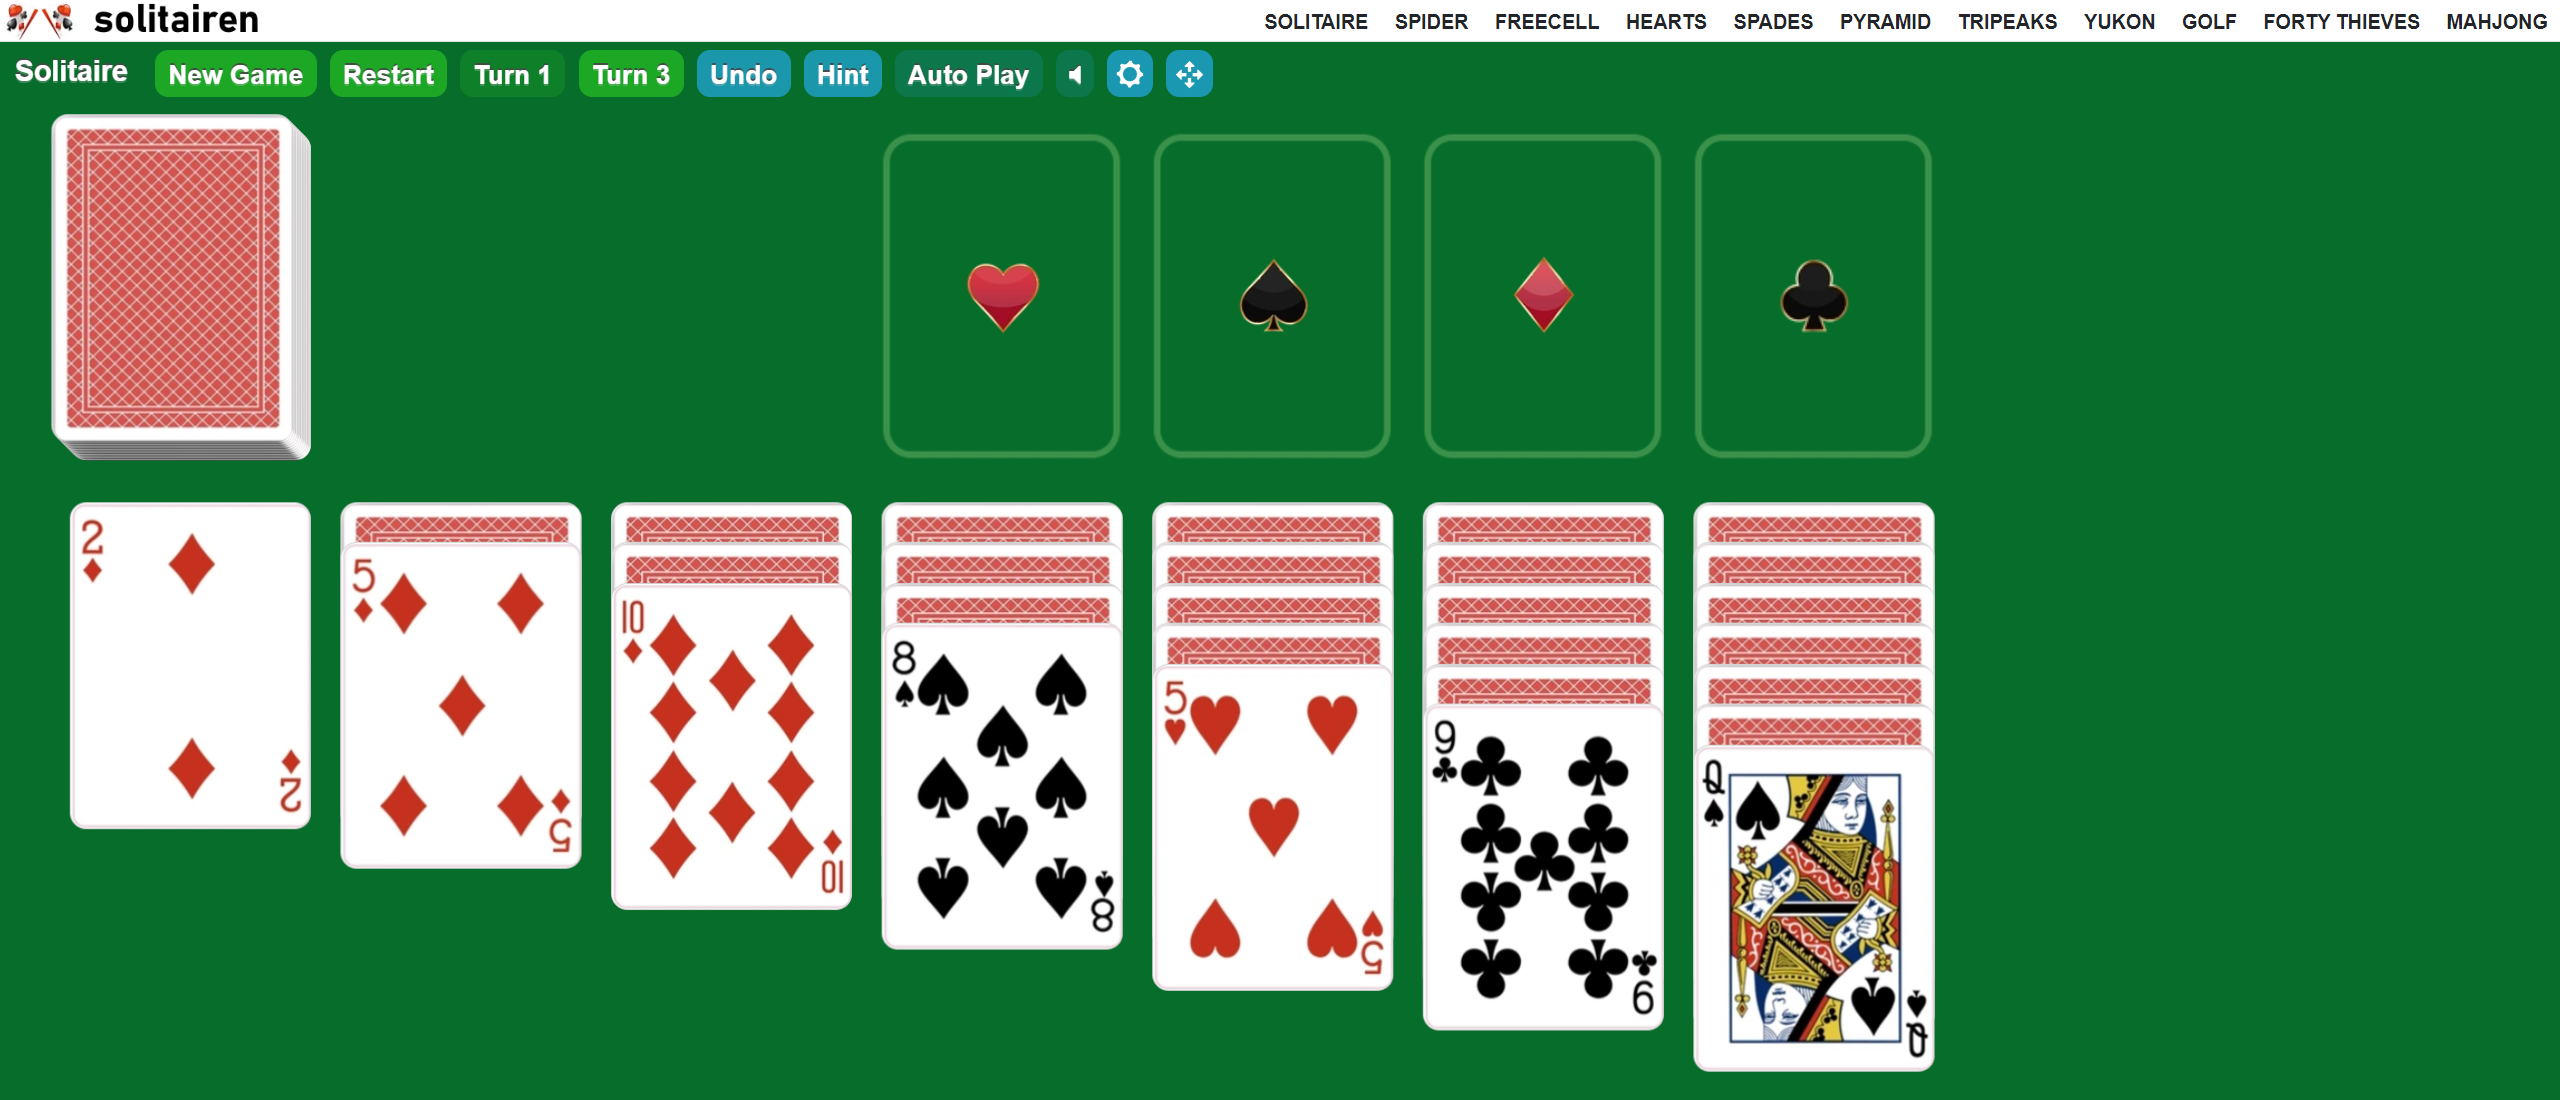 solitairen SOLITAIRE SPIDER FREECELL HEARTS SPADES PYRAMID TRIPEAKS YUKON GOLF FORTY THIEVES MAHJONG
Solitaire New Game Restart Turn 1 Turn 3 Undo Hint Auto Play
2 5 10 8 5 9 Q
2 5 10 8 5 9 Q